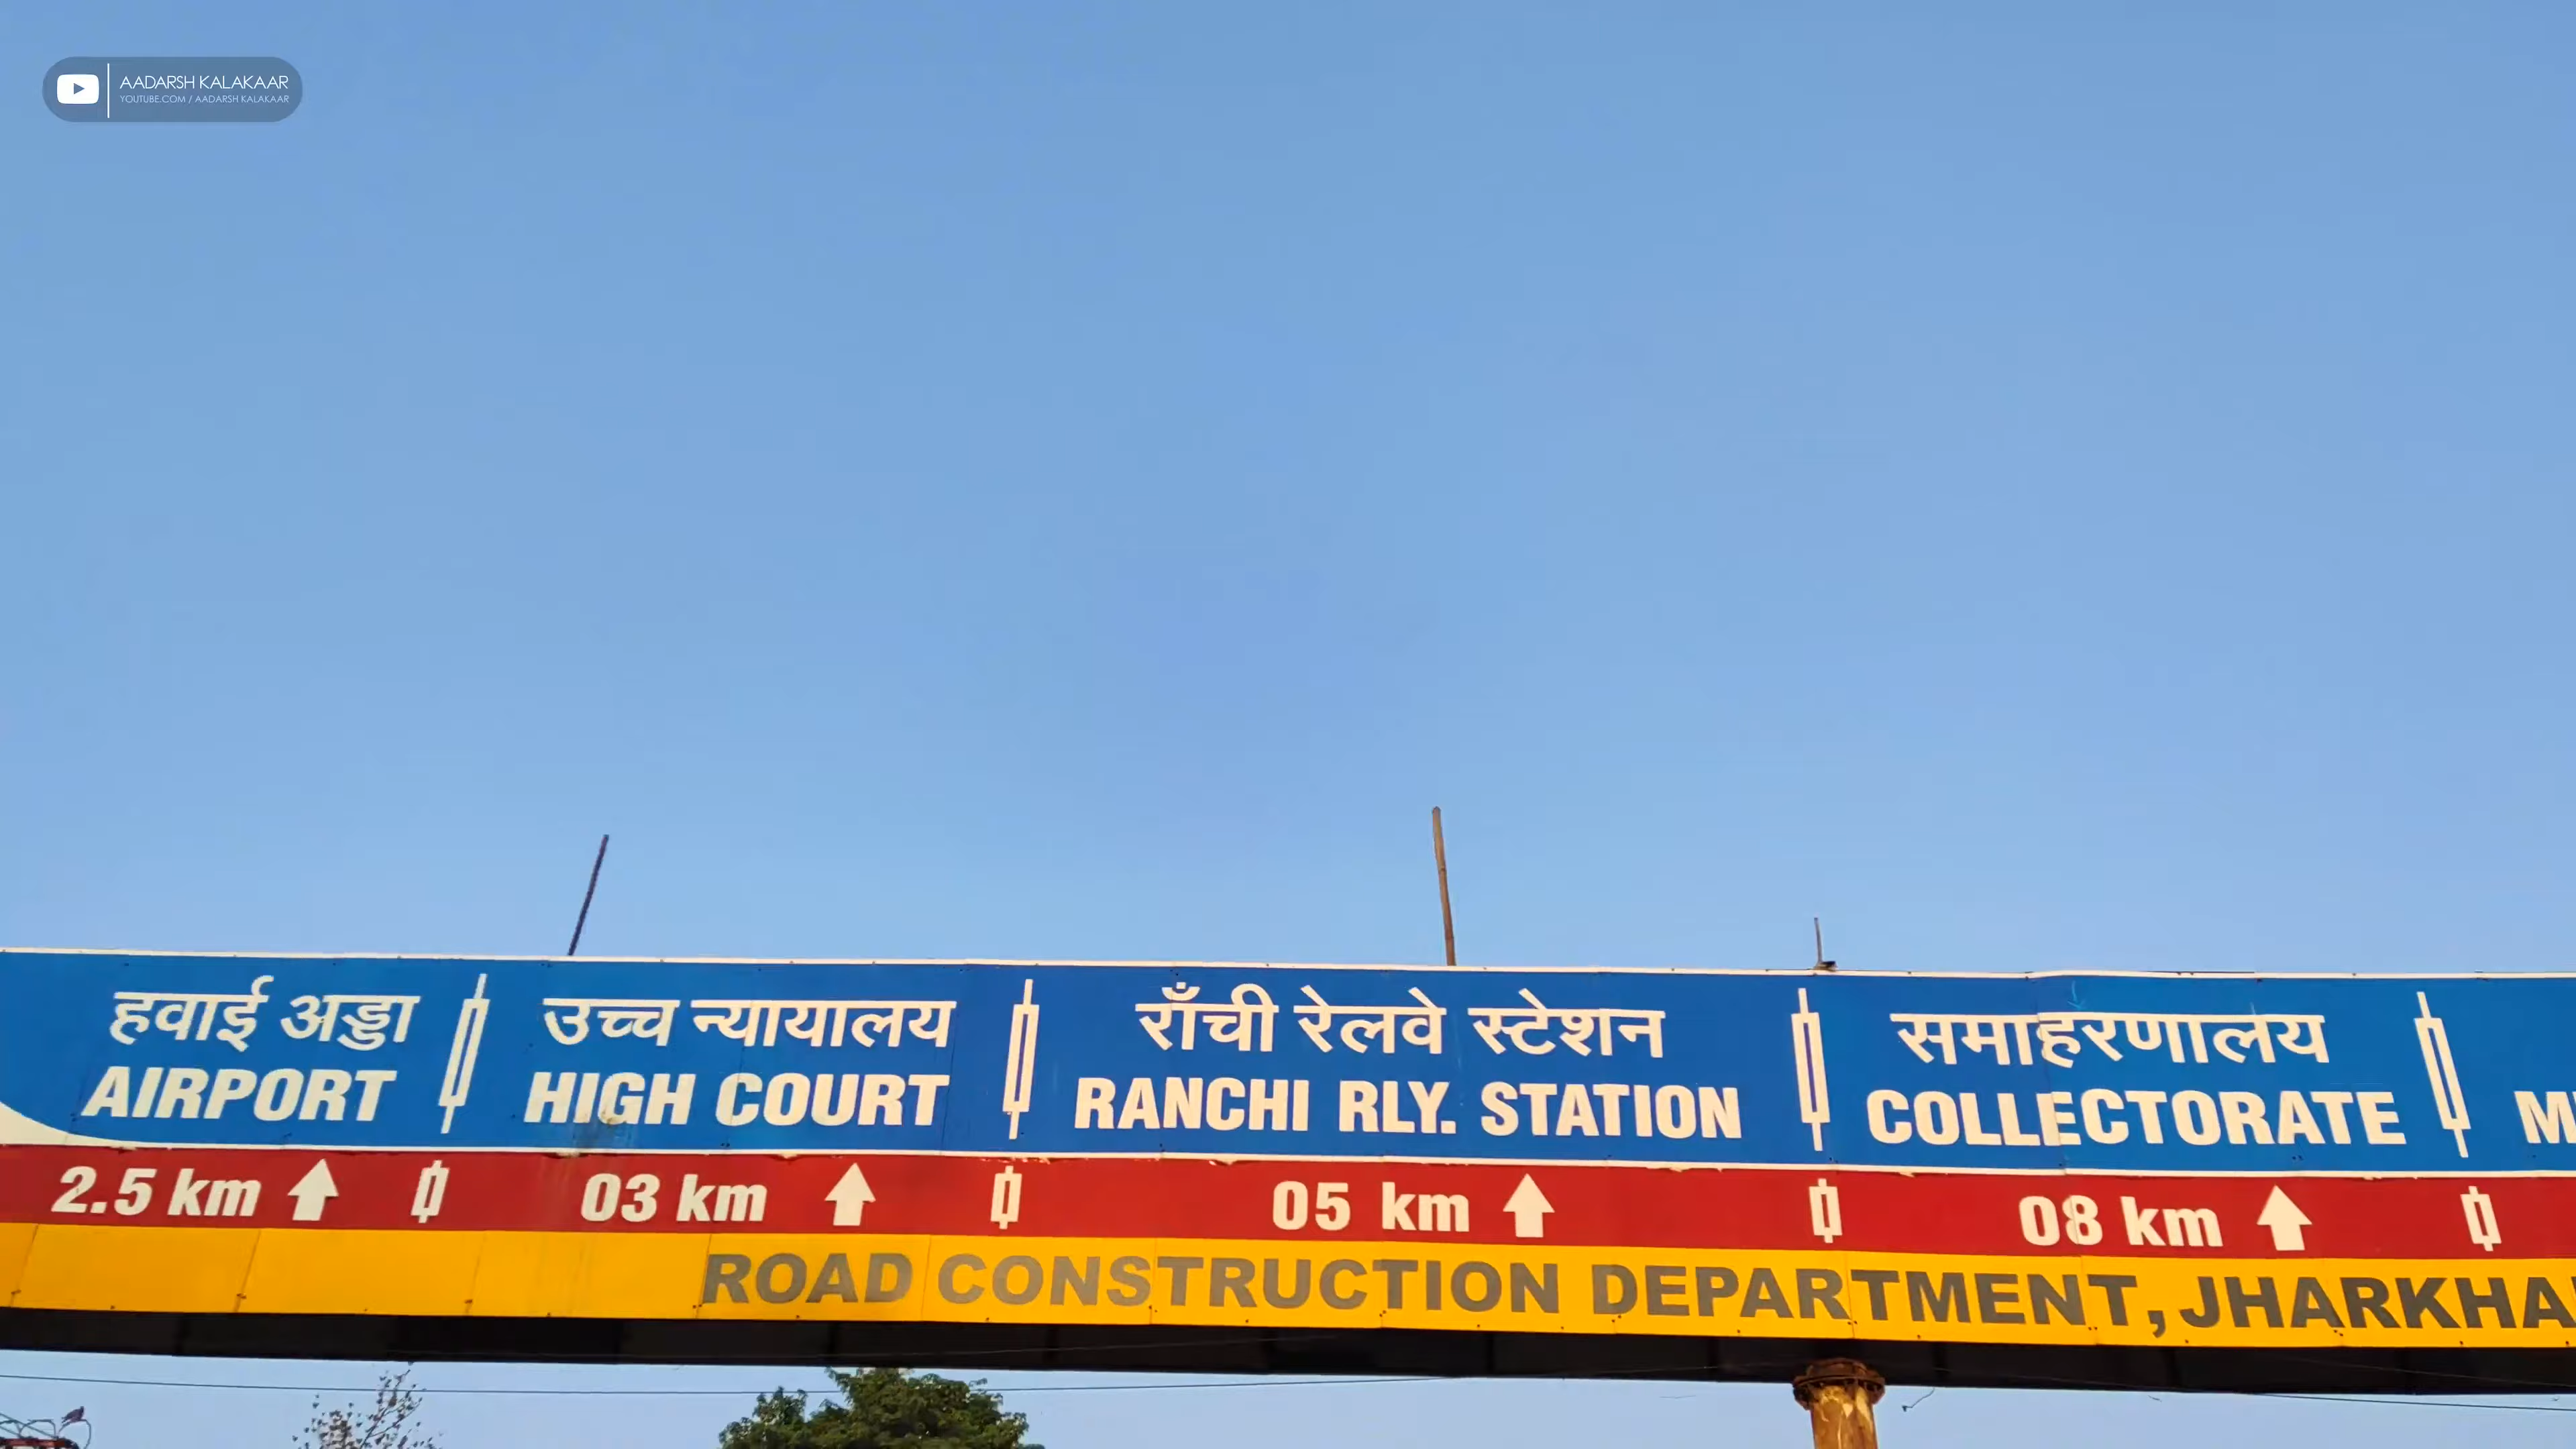 AADARSH KALAKAAR
YOUTUBE.COM / AADARSH KALAKAAR
हवाई अड्डा
AIRPORT
2.5 km
उच्च न्यायालय
HIGH COURT
03 km
राँची रेलवे स्टेशन
RANCHI RLY. STATION
05 km
समाहरणालय
COLLECTORATE
08 km
ROAD CONSTRUCTION DEPARTMENT, JHARKHA